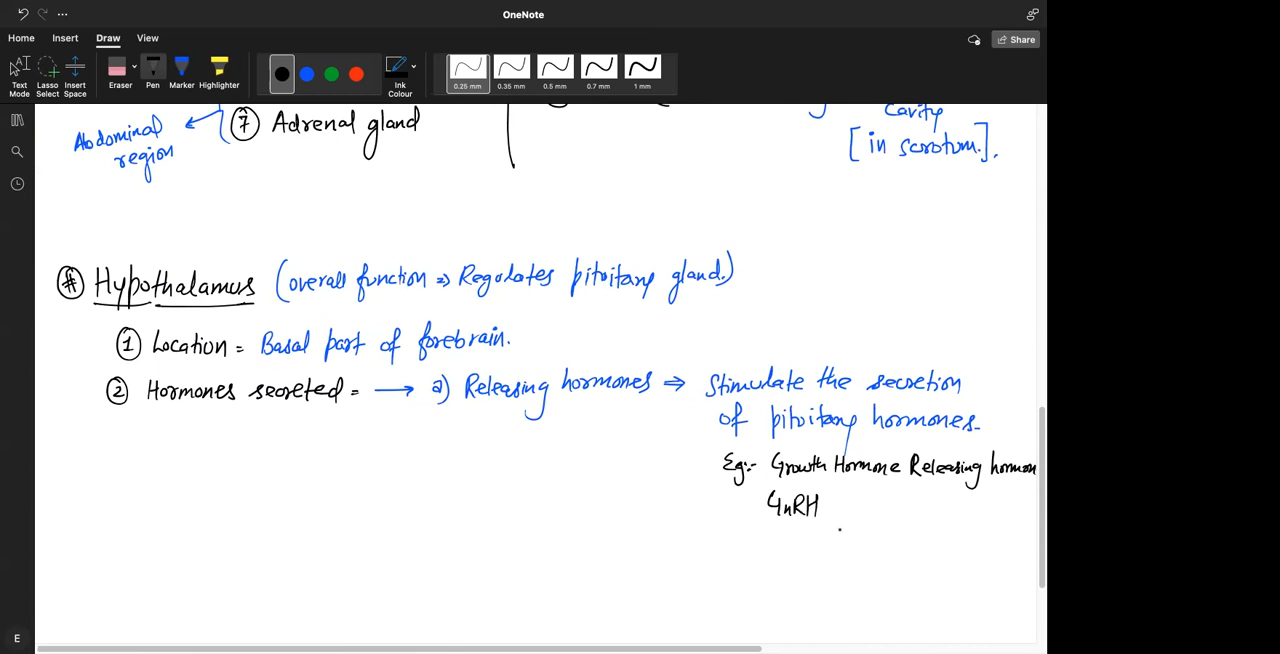 OneNote
Home Insert Draw View
Share
Text Mode
Lasso Select
Insert Space
Eraser
Pen
Marker
Highlighter
Ink Colour
0.25 mm
0.35 mm
0.5 mm
0.7 mm
1 mm
Abdominal region
⑦ Adrenal gland
cavity
[in scrotum.].
# Hypothalamus (overall function => Regulates pituitary gland.)
① Location = Basal part of forebrain.
② Hormones secreted = → a) Releasing hormones ⇒ Stimulate the secretion
of pituitary hormones.
Eg:- Growth Hormone Releasing hormon
GnRH
E